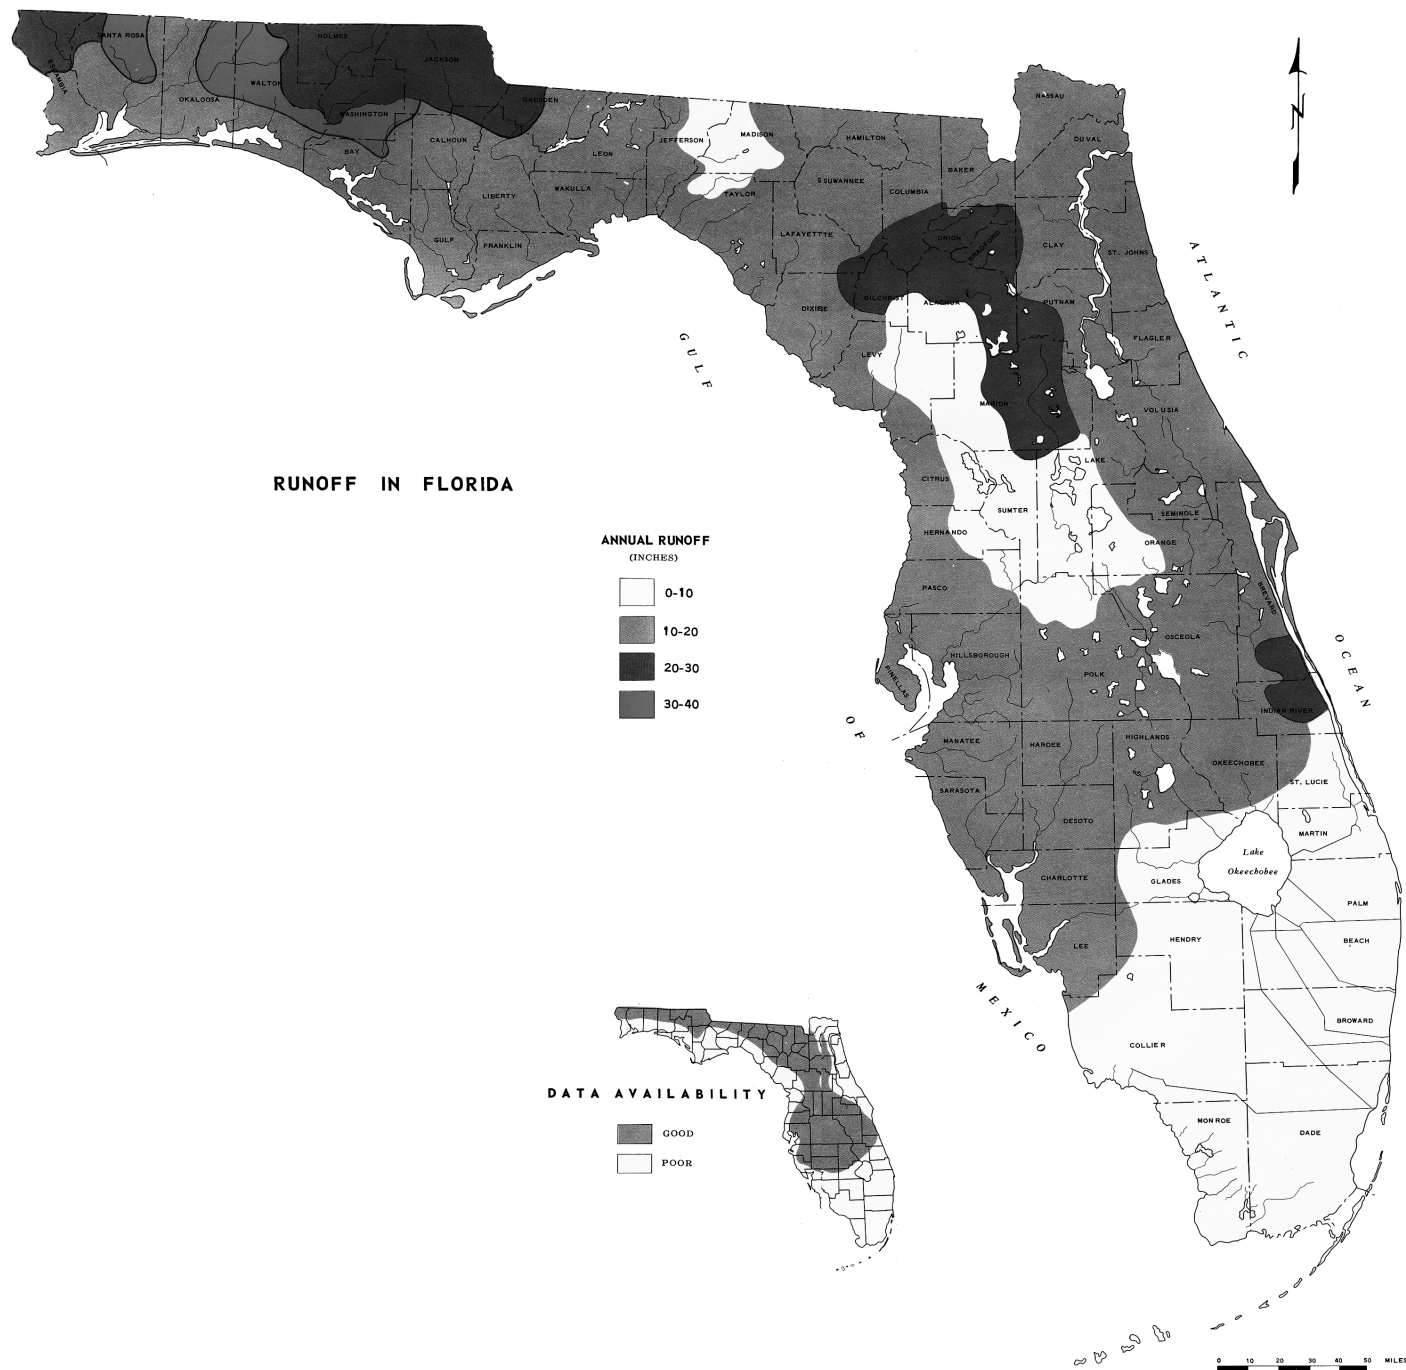 SANTA ROSA
HOLMES
JACKSON
ESCAMBIA
WALTON
OKALOOSA
WASHINGTON
GADSDEN
BAY
CALHOUN
LEON
JEFFERSON
MADISON
HAMILTON
NASSAU
DUVAL
LIBERTY
WAKULLA
TAYLOR
SSUWANNEE
COLUMBIA
BAKER
GULF
FRANKLIN
LAFAYETTTE
UNION
BRADFORD
CLAY
ST. JOHNS
DIXIEE
GILCHRIST
ALACHUA
PUTNAM
FLAGLER
LEVY
MARION
VOLUSIA
LAKE
CITRUS
SUMTER
SEMINOLE
HERNANDO
ORANGE
PASCO
BREVARD
OSCEOLA
HILLSBOROUGH
PINELLAS
POLK
INDIAN RIVER
MANATEE
HARDEE
HIGHLANDS
OKEECHOBEE
SARASOTA
ST. LUCIE
DESOTO
MARTIN
Lake
Okeechobee
CHARLOTTE
GLADES
PALM
BEACH
LEE
HENDRY
BROWARD
COLLIER
MONROE
DADE
N
ATLANTIC
OCEAN
GULF
OF
MEXICO
RUNOFF IN FLORIDA
ANNUAL RUNOFF
(INCHES)
0-10
10-20
20-30
30-40
DATA AVAILABILITY
GOOD
POOR
0 10 20 30 40 50 MILES